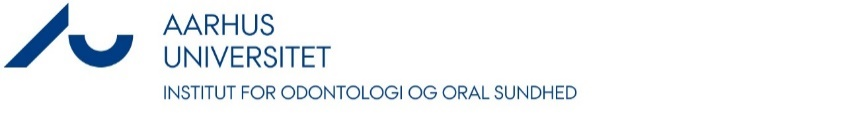 AARHUS
UNIVERSITET
INSTITUT FOR ODONTOLOGI OG ORAL SUNDHED